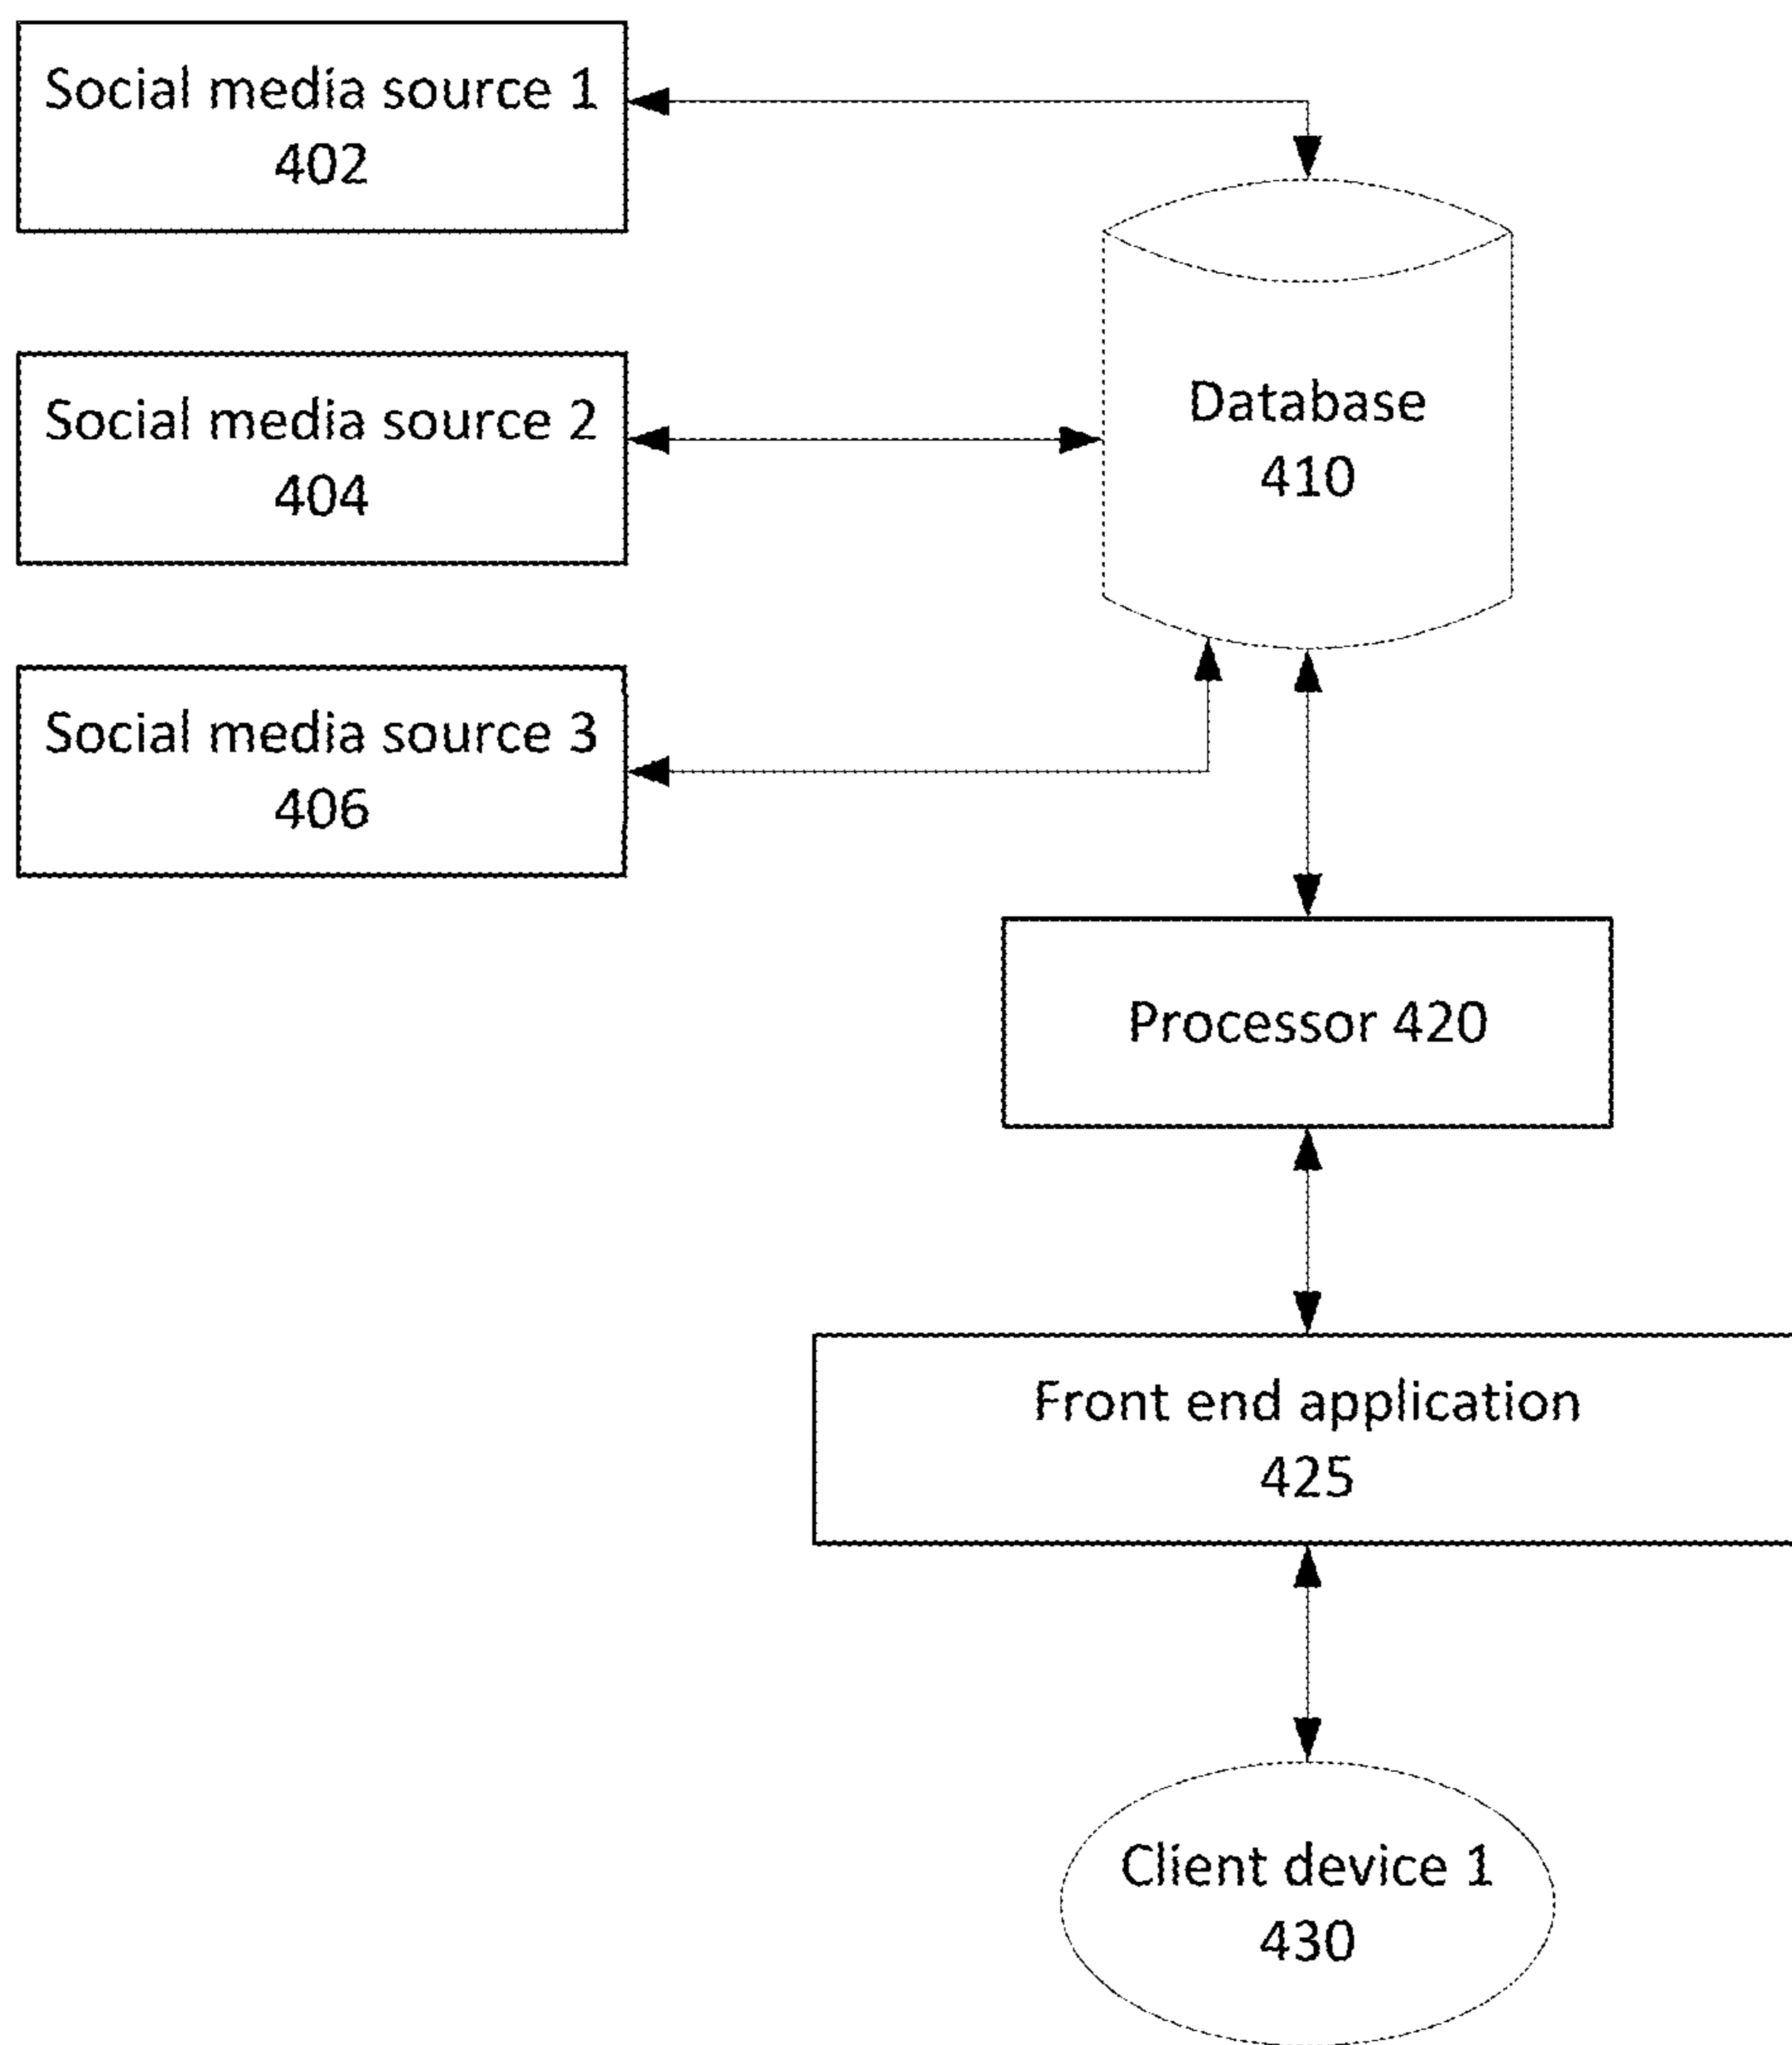 Social media source 1
402
Social media source 2
404
Database
410
Social media source 3
406
Processor 420
Front end application
425
Client device 1
430